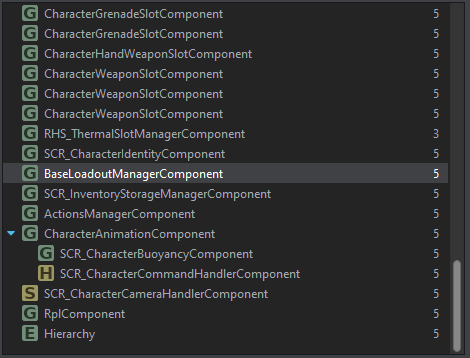 G CharacterGrenadeSlotComponent 5
G CharacterGrenadeSlotComponent 5
G CharacterHandWeaponSlotComponent 5
G CharacterWeaponSlotComponent 5
G CharacterWeaponSlotComponent 5
G CharacterWeaponSlotComponent 5
G RHS_ThermalSlotManagerComponent 3
G SCR_CharacterIdentityComponent 5
G BaseLoadoutManagerComponent 5
G SCR_InventoryStorageManagerComponent 5
G ActionsManagerComponent 5
G CharacterAnimationComponent 5
G SCR_CharacterBuoyancyComponent 5
H SCR_CharacterCommandHandlerComponent 5
S SCR_CharacterCameraHandlerComponent 5
G RplComponent 5
E Hierarchy 5